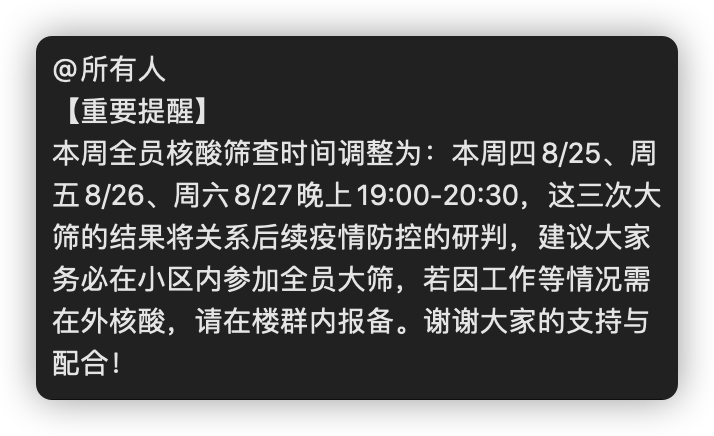 @所有人
【重要提醒】
本周全员核酸筛查时间调整为：本周四8/25、周
五8/26、周六8/27晚上19:00-20:30，这三次大
筛的结果将关系后续疫情防控的研判，建议大家
务必在小区内参加全员大筛，若因工作等情况需
在外核酸，请在楼群内报备。谢谢大家的支持与
配合！